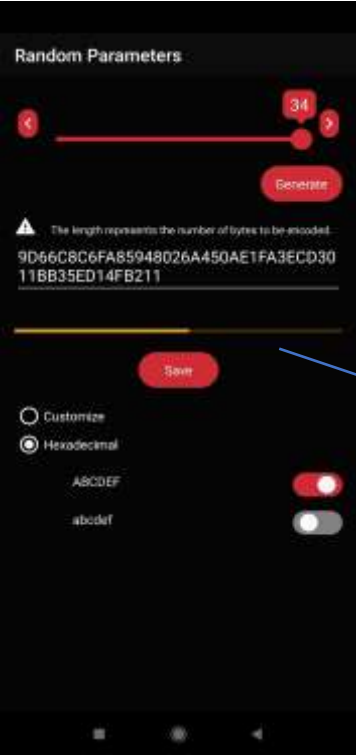 Random Parameters
34
Generate
The length represents the number of bytes to be encoded.
9D66C8C6FA85948026A450AE1FA3ECD30
11BB35ED14FB211
Save
Customize
Hexadecimal
ABCDEF
abcdef